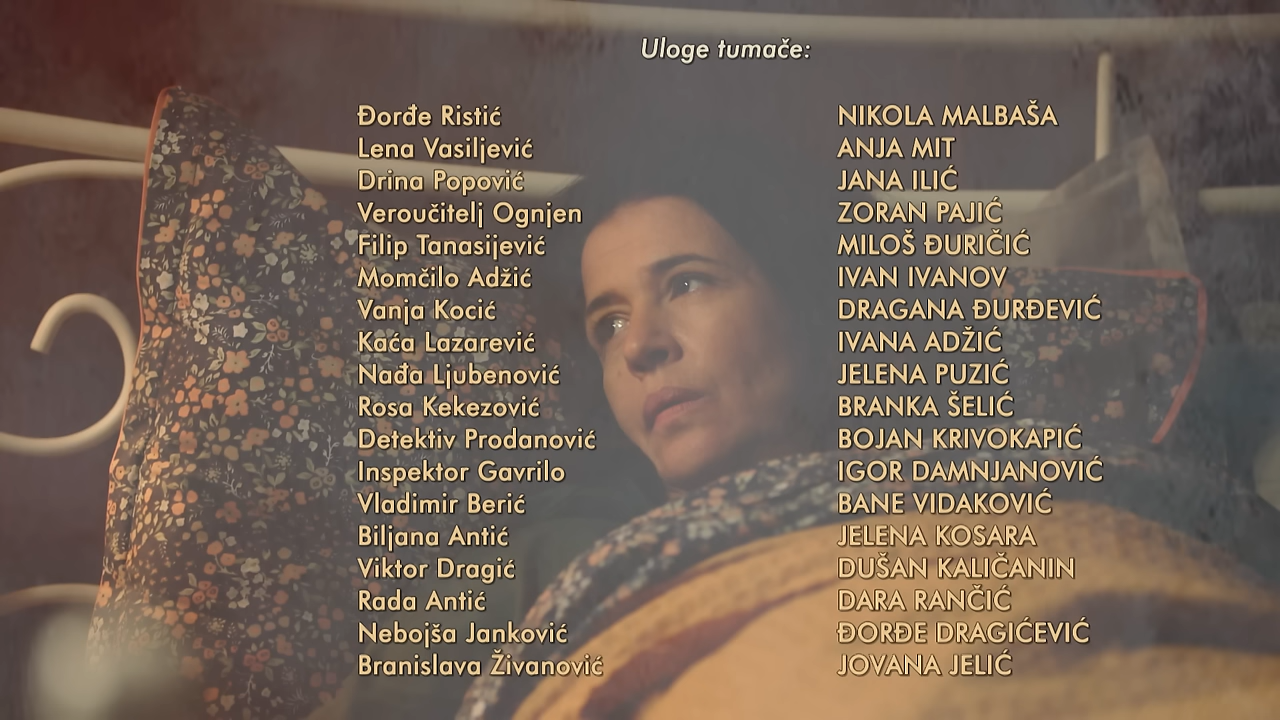 Uloge tumače:
Đorđe Ristić NIKOLA MALBAŠA
Lena Vasiljević ANJA MIT
Drina Popović JANA ILIĆ
Veroučitelj Ognjen ZORAN PAJIĆ
Filip Tanasijević MILOŠ ĐURIČIĆ
Momčilo Adžić IVAN IVANOV
Vanja Kocić DRAGANA ĐURĐEVIĆ
Kaća Lazarević IVANA ADŽIĆ
Nađa Ljubenović JELENA PUZIĆ
Rosa Kekezović BRANKA ŠELIĆ
Detektiv Prodanović BOJAN KRIVOKAPIĆ
Inspektor Gavrilo IGOR DAMNJANOVIĆ
Vladimir Berić BANE VIDAKOVIĆ
Biljana Antić JELENA KOSARA
Viktor Dragić DUŠAN KALIČANIN
Rada Antić DARA RANČIĆ
Nebojša Janković ĐORĐE DRAGIĆEVIĆ
Branislava Živanović JOVANA JELIĆ